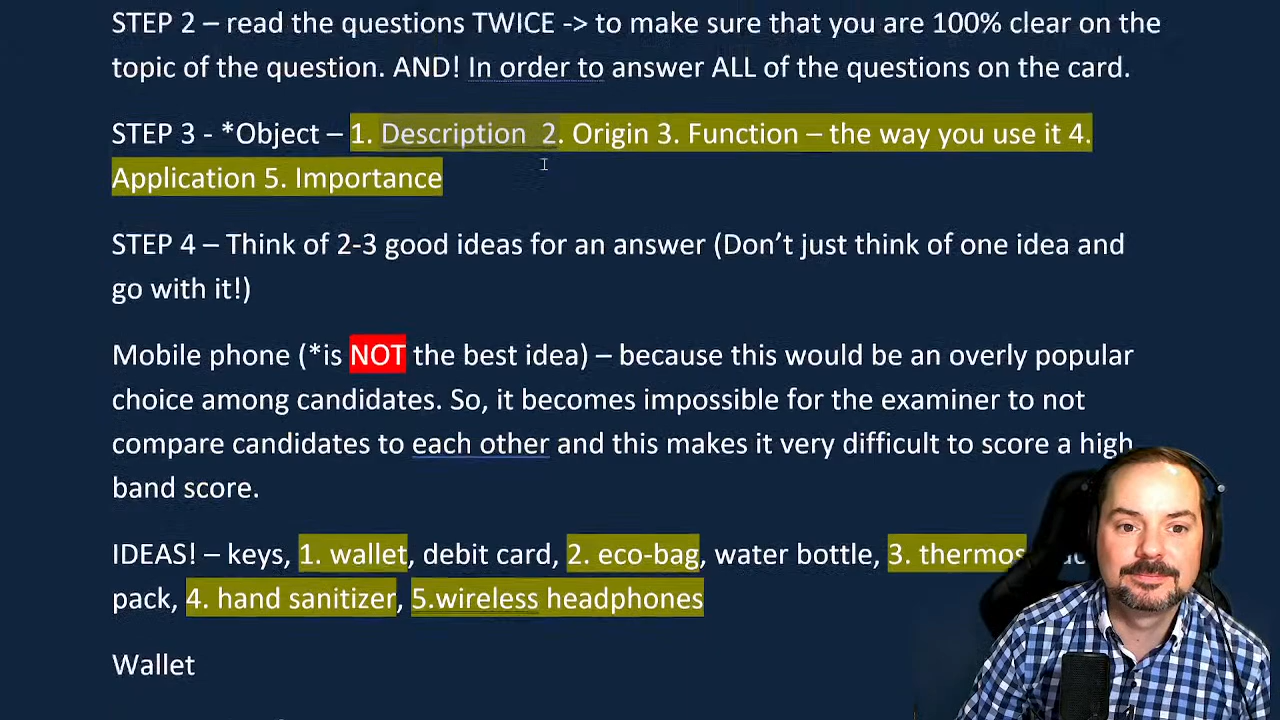 STEP 2 – read the questions TWICE -> to make sure that you are 100% clear on the
topic of the question. AND! In order to answer ALL of the questions on the card.
STEP 3 - *Object – 1. Description 2. Origin 3. Function – the way you use it 4.
Application 5. Importance
STEP 4 – Think of 2-3 good ideas for an answer (Don't just think of one idea and
go with it!)
Mobile phone (*is NOT the best idea) – because this would be an overly popular
choice among candidates. So, it becomes impossible for the examiner to not
compare candidates to each other and this makes it very difficult to score a high
band score.
IDEAS! – keys, 1. wallet, debit card, 2. eco-bag, water bottle, 3. thermos
pack, 4. hand sanitizer, 5.wireless headphones
Wallet